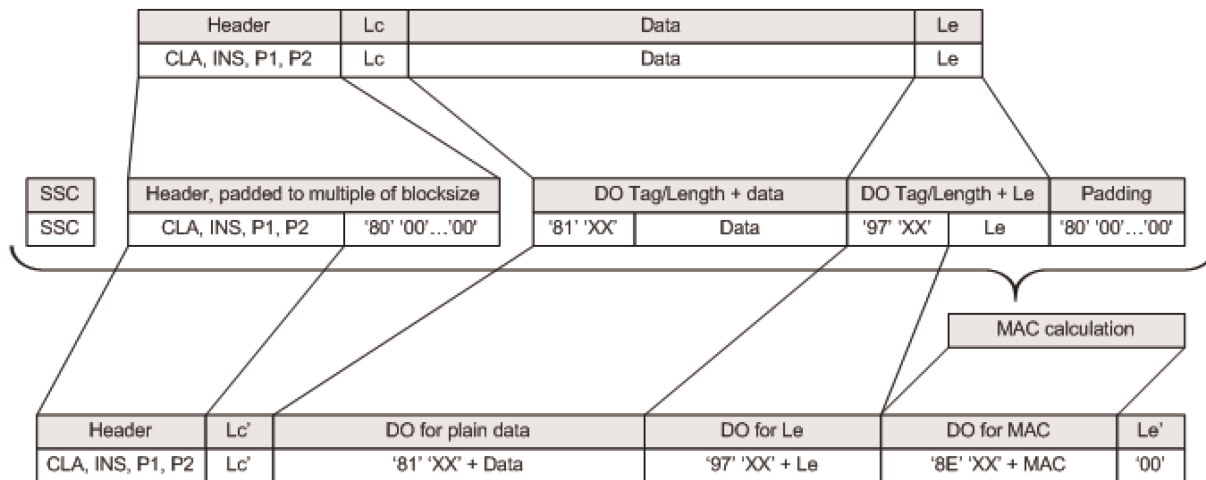 Header Lc Data Le
CLA, INS, P1, P2 Lc Data Le
SSC Header, padded to multiple of blocksize DO Tag/Length + data DO Tag/Length + Le Padding
SSC CLA, INS, P1, P2 ‘80’ ‘00’…‘00’ ‘81’ ‘XX’ Data ‘97’ ‘XX’ Le ‘80’ ‘00’…‘00’
MAC calculation
Header Lc’ DO for plain data DO for Le DO for MAC Le’
CLA, INS, P1, P2 Lc’ ‘81’ ‘XX’ + Data ‘97’ ‘XX’ + Le ‘8E’ ‘XX’ + MAC ‘00’